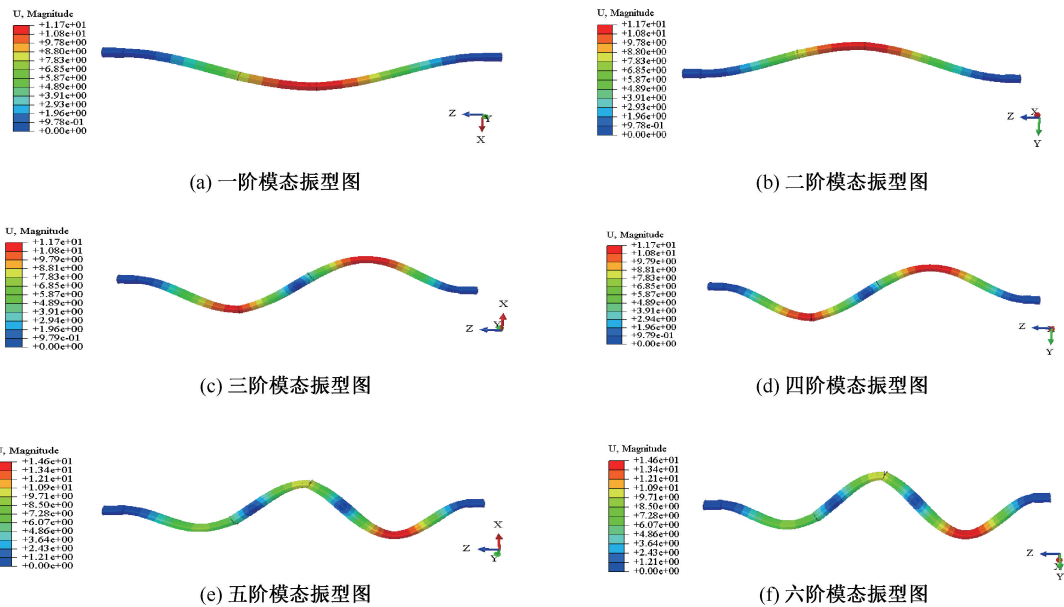 U, Magnitude
+1.17e+01
+1.08e+01
+9.78e+00
+8.80e+00
+7.83e+00
+6.85e+00
+5.87e+00
+4.89e+00
+3.91e+00
+2.93e+00
+1.96e+00
+9.78e-01
+0.00e+00
Z
Y
X
(a) 一阶模态振型图
U, Magnitude
+1.17e+01
+1.08e+01
+9.78e+00
+8.80e+00
+7.83e+00
+6.85e+00
+5.87e+00
+4.89e+00
+3.91e+00
+2.93e+00
+1.96e+00
+9.78e-01
+0.00e+00
X
Z
Y
(b) 二阶模态振型图
U, Magnitude
+1.17e+01
+1.08e+01
+9.79e+00
+8.81e+00
+7.83e+00
+6.85e+00
+5.87e+00
+4.89e+00
+3.91e+00
+2.94e+00
+1.96e+00
+9.79e-01
+0.00e+00
X
Z
Y
(c) 三阶模态振型图
U, Magnitude
+1.17e+01
+1.08e+01
+9.79e+00
+8.81e+00
+7.83e+00
+6.85e+00
+5.87e+00
+4.89e+00
+3.91e+00
+2.94e+00
+1.96e+00
+9.79e-01
+0.00e+00
Z
X
Y
(d) 四阶模态振型图
U, Magnitude
+1.46e+01
+1.34e+01
+1.21e+01
+1.09e+01
+9.71e+00
+8.50e+00
+7.28e+00
+6.07e+00
+4.86e+00
+3.64e+00
+2.43e+00
+1.21e+00
+0.00e+00
X
Z
Y
(e) 五阶模态振型图
U, Magnitude
+1.46e+01
+1.34e+01
+1.21e+01
+1.09e+01
+9.71e+00
+8.50e+00
+7.28e+00
+6.07e+00
+4.86e+00
+3.64e+00
+2.43e+00
+1.21e+00
+0.00e+00
Z
X
Y
(f) 六阶模态振型图